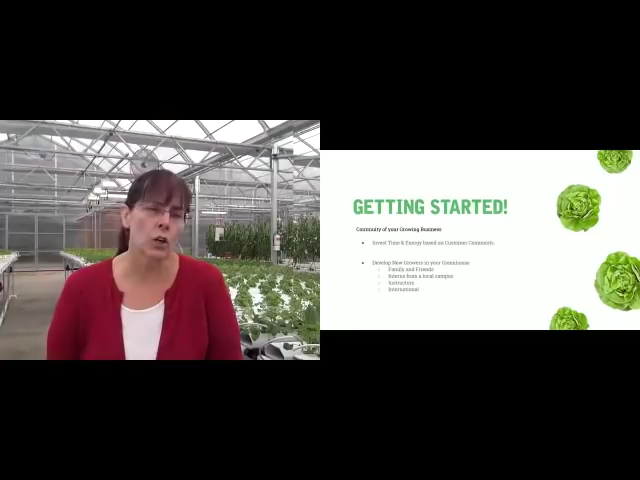 GETTING STARTED!
Continuity of your Growing Business
Invest Time & Energy based on Customer Comments
Develop New Growers in your Greenhouse
Family and Friends
Interns from a local campus
Instructors
International